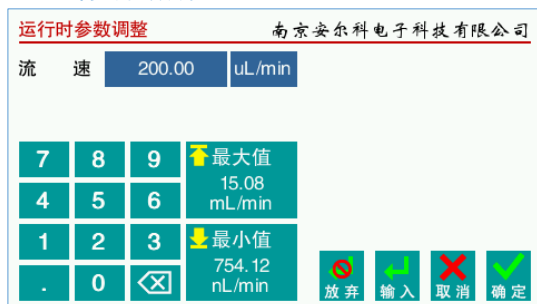 运行时参数调整 南京安尔科电子科技有限公司
流 速 200.00 uL/min
7 8 9 最大值
15.08
4 5 6 mL/min
1 2 3 最小值
754.12
. 0 nL/min
放弃 输入 取消 确定